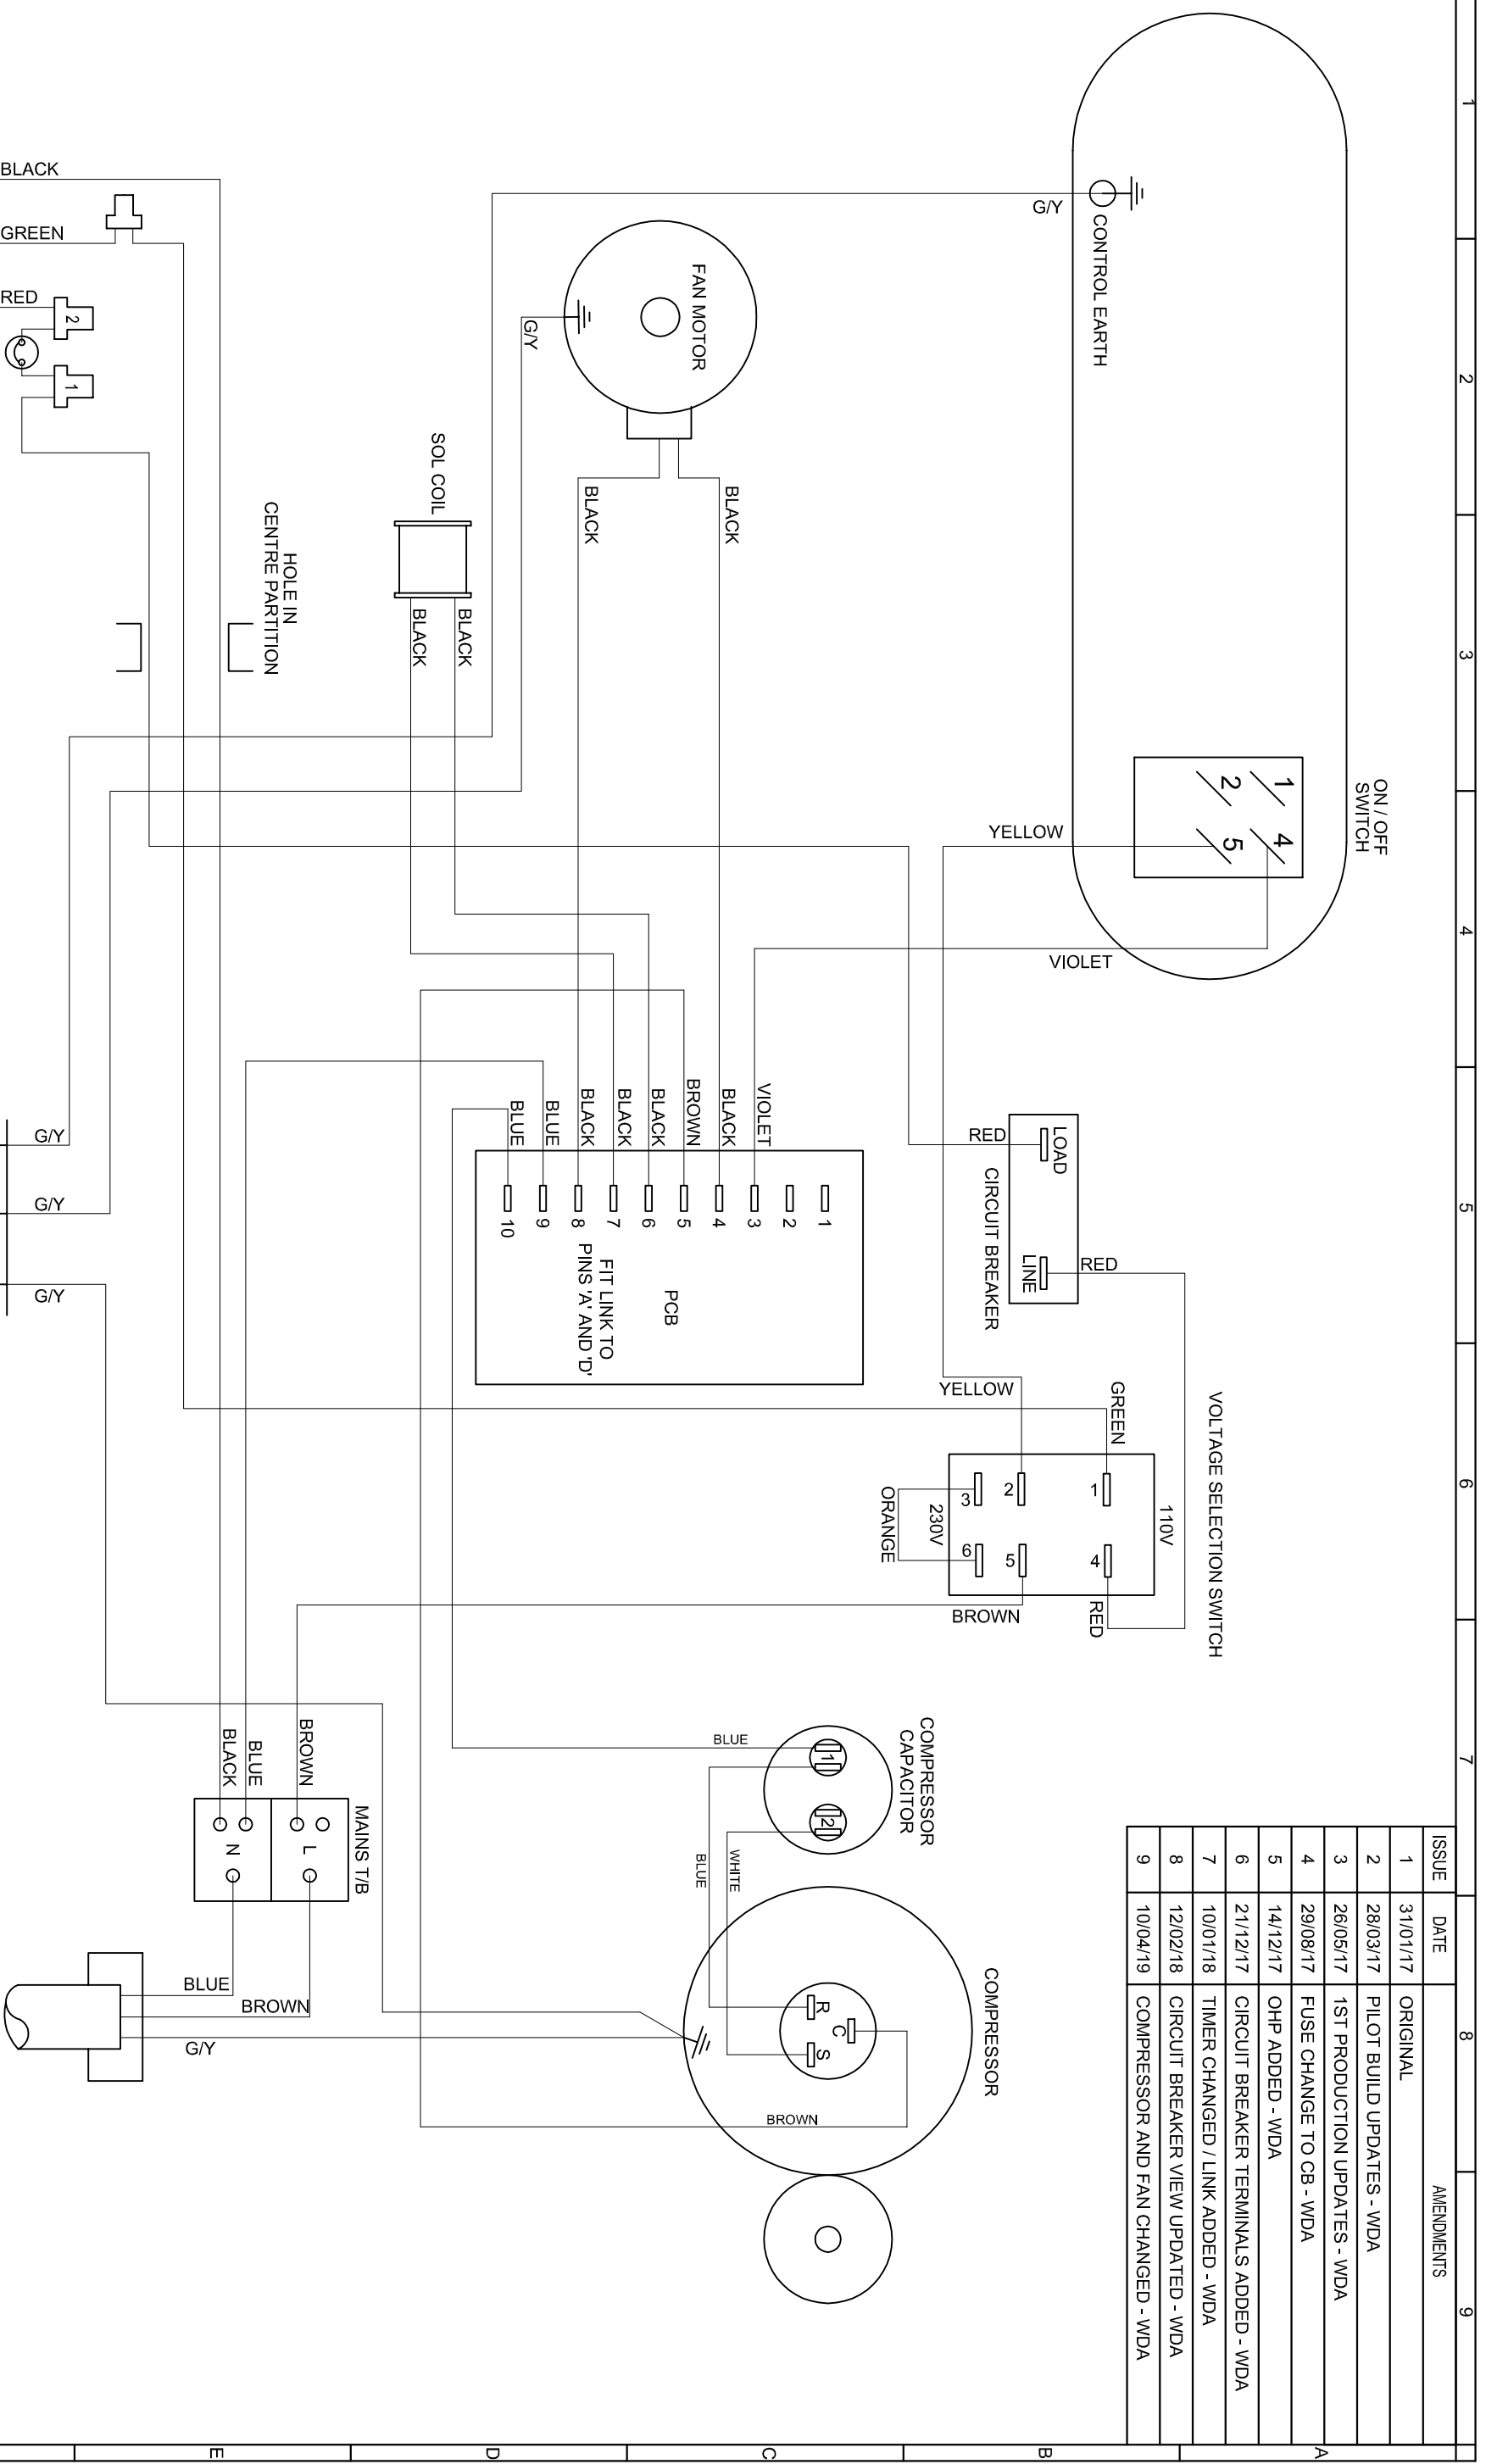 1
2
3
4
5
6
7
8
9
A
B
C
D
E
ISSUE DATE AMENDMENTS
1 31/01/17 ORIGINAL
2 28/03/17 PILOT BUILD UPDATES - WDA
3 26/05/17 1ST PRODUCTION UPDATES - WDA
4 29/08/17 FUSE CHANGE TO CB - WDA
5 14/12/17 OHP ADDED - WDA
6 21/12/17 CIRCUIT BREAKER TERMINALS ADDED - WDA
7 10/01/18 TIMER CHANGED / LINK ADDED - WDA
8 12/02/18 CIRCUIT BREAKER VIEW UPDATED - WDA
9 10/04/19 COMPRESSOR AND FAN CHANGED - WDA
ON / OFF
SWITCH
1 4
2 5
CONTROL EARTH
G/Y
YELLOW
VIOLET
FAN MOTOR
G/Y
BLACK
BLACK
SOL COIL
BLACK
BLACK
HOLE IN
CENTRE PARTITION
BLACK
GREEN
RED
2
1
LOAD
LINE
CIRCUIT BREAKER
RED
RED
VOLTAGE SELECTION SWITCH
110V
1 4
2 5
3 6
230V
GREEN
YELLOW
ORANGE
BROWN
RED
VIOLET
BLACK
BROWN
BLACK
BLACK
BLACK
BLUE
BLUE
1
2
3
4
5
6
7
8
9
10
PCB
FIT LINK TO
PINS 'A' AND 'D'
G/Y
G/Y
G/Y
COMPRESSOR
CAPACITOR
1
2
BLUE
WHITE
BLUE
COMPRESSOR
R
C
S
BROWN
MAINS T/B
L
N
BROWN
BLUE
BLACK
BLUE
BROWN
G/Y